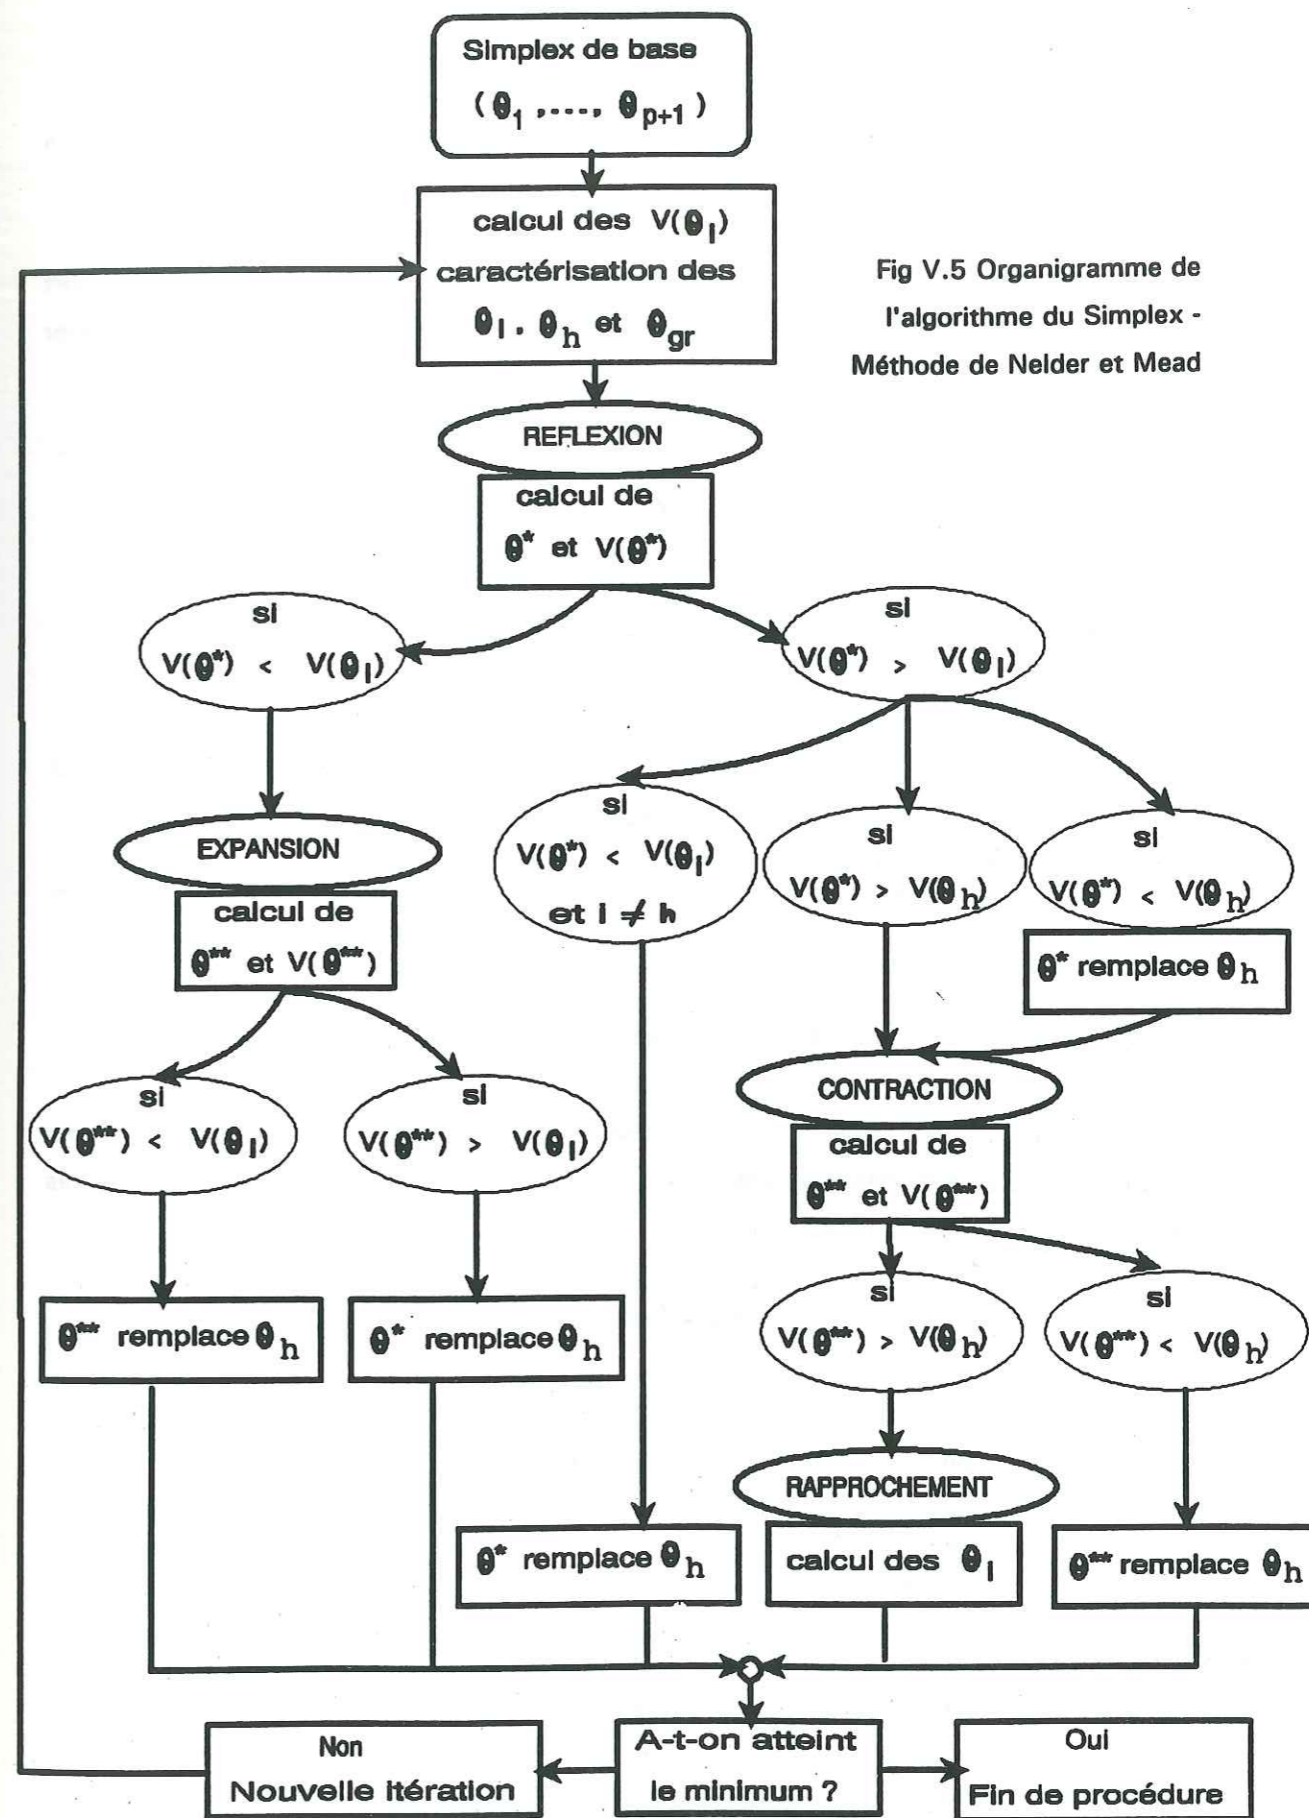 Simplex de base
( θ₁ ,...., θₚ₊₁ )
calcul des V(θᵢ)
caractérisation des
θₗ , θₕ et θgr
Fig V.5 Organigramme de
l'algorithme du Simplex -
Méthode de Nelder et Mead
REFLEXION
calcul de
θ* et V(θ*)
si
V(θ*) < V(θₗ)
si
V(θ*) > V(θₗ)
EXPANSION
calcul de
θ** et V(θ**)
si
V(θ*) < V(θᵢ)
et i ≠ h
si
V(θ*) > V(θₕ)
si
V(θ*) < V(θₕ)
θ* remplace θₕ
si
V(θ**) < V(θₗ)
si
V(θ**) > V(θₗ)
CONTRACTION
calcul de
θ** et V(θ**)
θ** remplace θₕ
θ* remplace θₕ
si
V(θ**) > V(θₕ)
si
V(θ**) < V(θₕ)
RAPPROCHEMENT
θ* remplace θₕ
calcul des θᵢ
θ** remplace θₕ
Non
Nouvelle itération
A-t-on atteint
le minimum ?
Oui
Fin de procédure